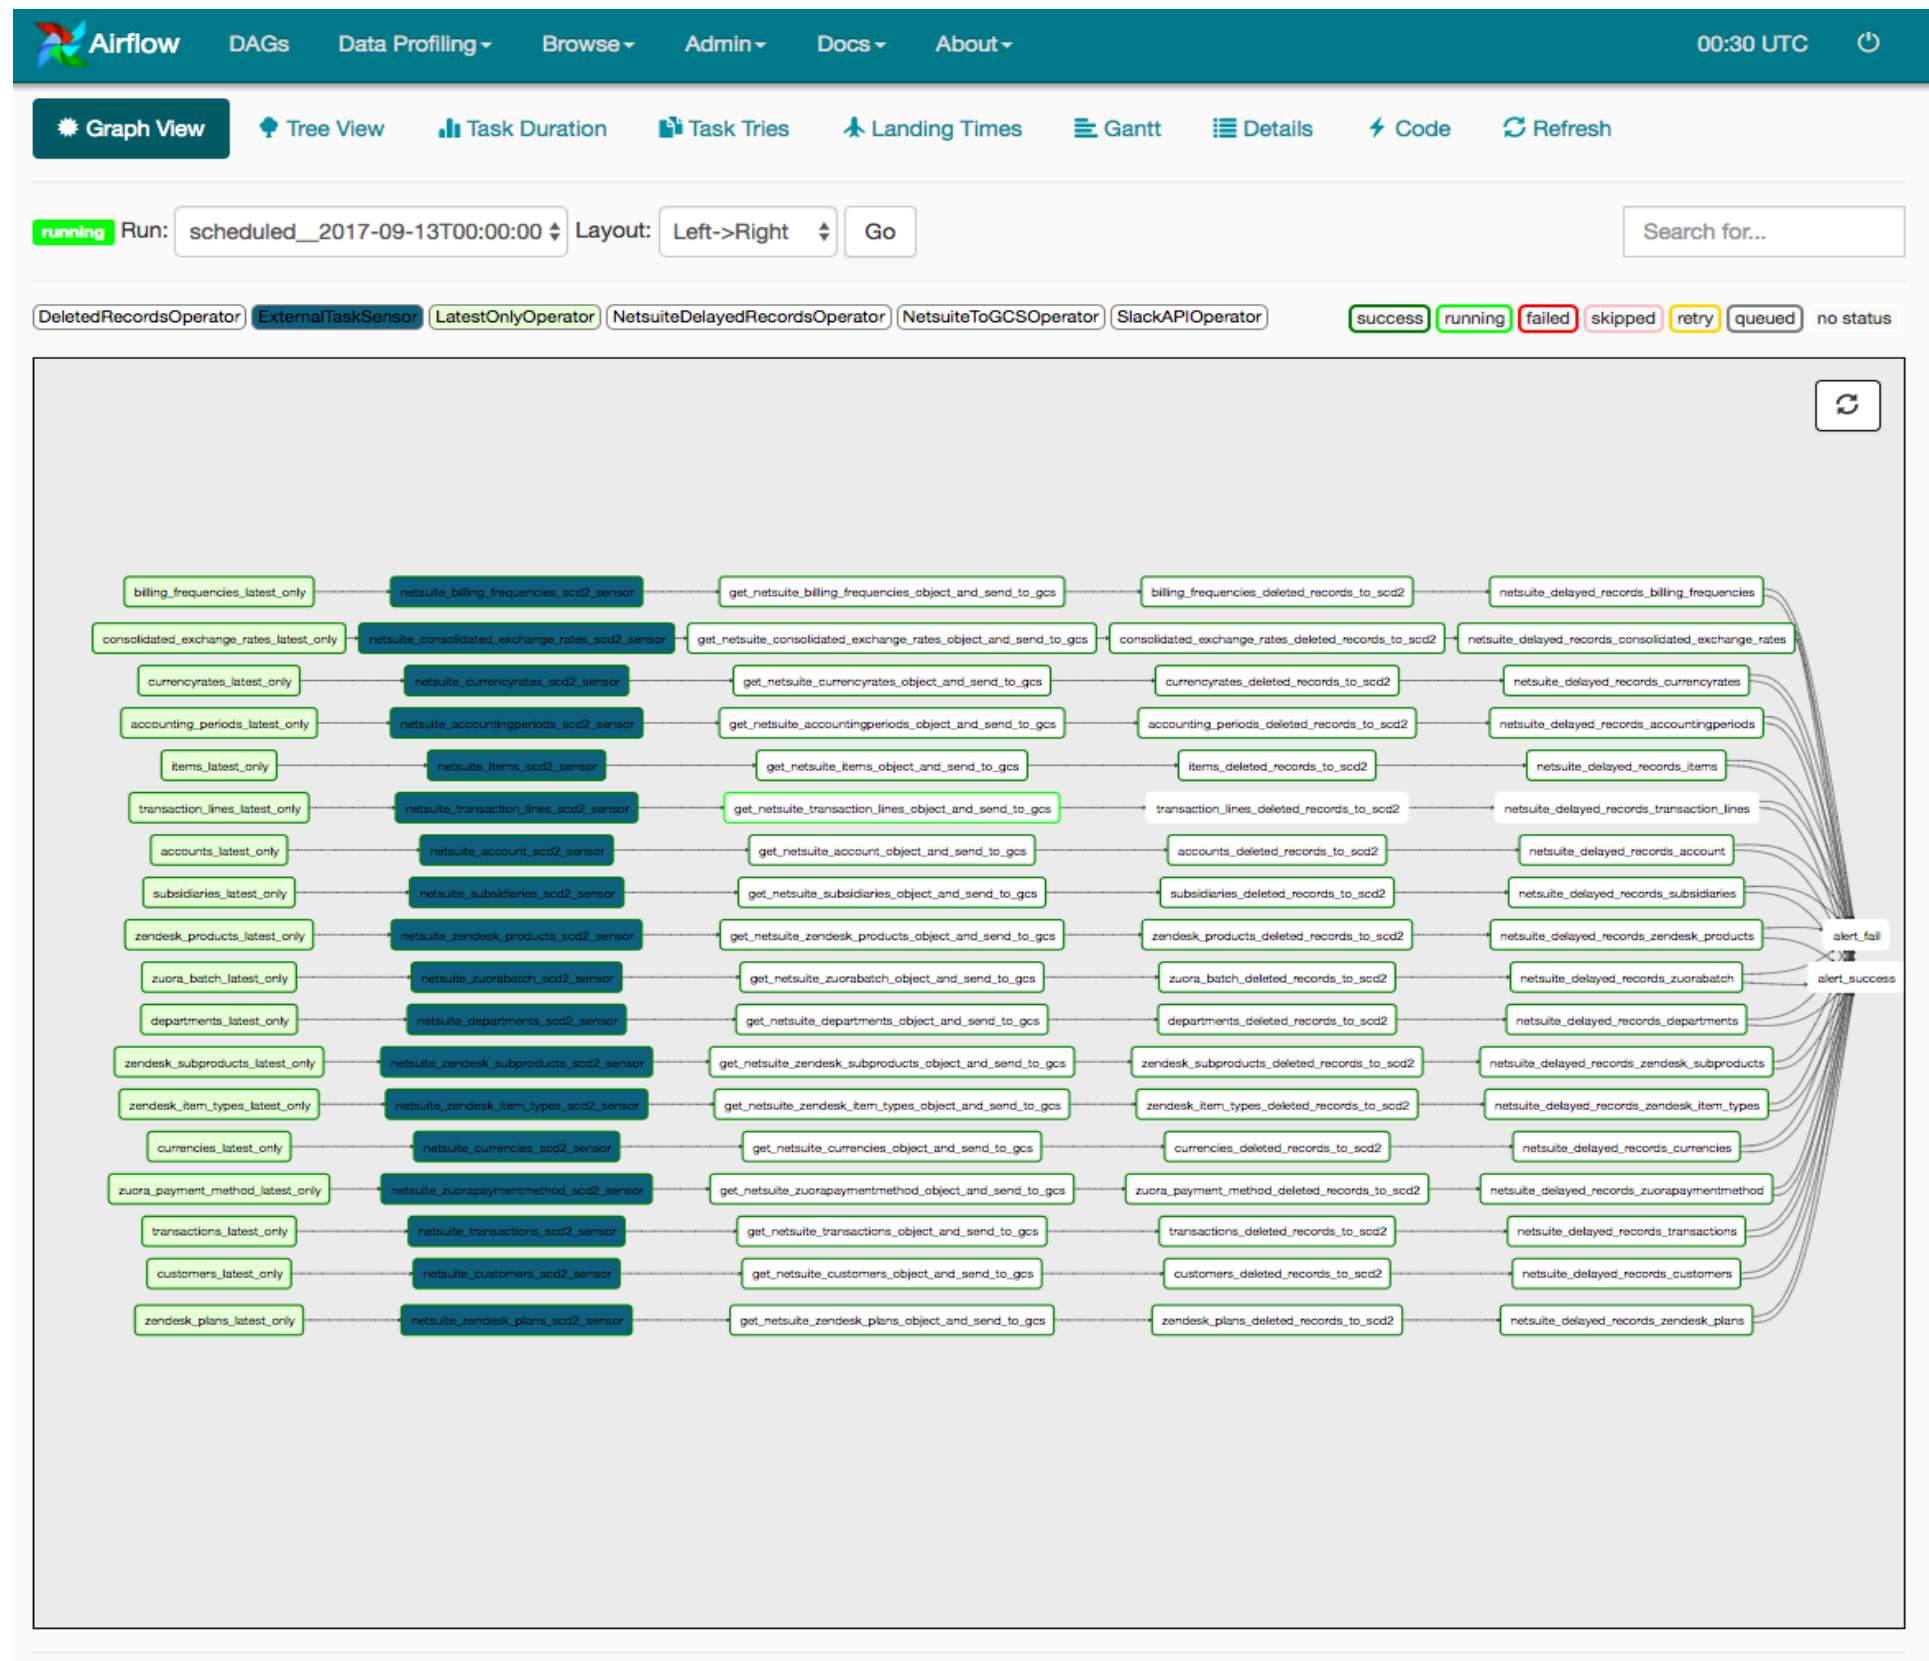 Airflow DAGs Data Profiling Browse Admin Docs About 00:30 UTC
Graph View Tree View Task Duration Task Tries Landing Times Gantt Details Code Refresh
running Run: scheduled__2017-09-13T00:00:00 Layout: Left->Right Go Search for...
DeletedRecordsOperator ExternalTaskSensor LatestOnlyOperator NetsuiteDelayedRecordsOperator NetsuiteToGCSOperator SlackAPIOperator success running failed skipped retry queued no status
billing_frequencies_latest_only netsuite_billing_frequencies_scd2_sensor get_netsuite_billing_frequencies_object_and_send_to_gcs billing_frequencies_deleted_records_to_scd2 netsuite_delayed_records_billing_frequencies
consolidated_exchange_rates_latest_only netsuite_consolidated_exchange_rates_scd2_sensor get_netsuite_consolidated_exchange_rates_object_and_send_to_gcs consolidated_exchange_rates_deleted_records_to_scd2 netsuite_delayed_records_consolidated_exchange_rates
currencyrates_latest_only netsuite_currencyrates_scd2_sensor get_netsuite_currencyrates_object_and_send_to_gcs currencyrates_deleted_records_to_scd2 netsuite_delayed_records_currencyrates
accounting_periods_latest_only netsuite_accountingperiods_scd2_sensor get_netsuite_accountingperiods_object_and_send_to_gcs accounting_periods_deleted_records_to_scd2 netsuite_delayed_records_accountingperiods
items_latest_only netsuite_items_scd2_sensor get_netsuite_items_object_and_send_to_gcs items_deleted_records_to_scd2 netsuite_delayed_records_items
transaction_lines_latest_only netsuite_transaction_lines_scd2_sensor get_netsuite_transaction_lines_object_and_send_to_gcs transaction_lines_deleted_records_to_scd2 netsuite_delayed_records_transaction_lines
accounts_latest_only netsuite_account_scd2_sensor get_netsuite_account_object_and_send_to_gcs accounts_deleted_records_to_scd2 netsuite_delayed_records_account
subsidiaries_latest_only netsuite_subsidiaries_scd2_sensor get_netsuite_subsidiaries_object_and_send_to_gcs subsidiaries_deleted_records_to_scd2 netsuite_delayed_records_subsidiaries
zendesk_products_latest_only netsuite_zendesk_products_scd2_sensor get_netsuite_zendesk_products_object_and_send_to_gcs zendesk_products_deleted_records_to_scd2 netsuite_delayed_records_zendesk_products alert_fail
zuora_batch_latest_only netsuite_zuorabatch_scd2_sensor get_netsuite_zuorabatch_object_and_send_to_gcs zuora_batch_deleted_records_to_scd2 netsuite_delayed_records_zuorabatch alert_success
departments_latest_only netsuite_departments_scd2_sensor get_netsuite_departments_object_and_send_to_gcs departments_deleted_records_to_scd2 netsuite_delayed_records_departments
zendesk_subproducts_latest_only netsuite_zendesk_subproducts_scd2_sensor get_netsuite_zendesk_subproducts_object_and_send_to_gcs zendesk_subproducts_deleted_records_to_scd2 netsuite_delayed_records_zendesk_subproducts
zendesk_item_types_latest_only netsuite_zendesk_item_types_scd2_sensor get_netsuite_zendesk_item_types_object_and_send_to_gcs zendesk_item_types_deleted_records_to_scd2 netsuite_delayed_records_zendesk_item_types
currencies_latest_only netsuite_currencies_scd2_sensor get_netsuite_currencies_object_and_send_to_gcs currencies_deleted_records_to_scd2 netsuite_delayed_records_currencies
zuora_payment_method_latest_only netsuite_zuorapaymentmethod_scd2_sensor get_netsuite_zuorapaymentmethod_object_and_send_to_gcs zuora_payment_method_deleted_records_to_scd2 netsuite_delayed_records_zuorapaymentmethod
transactions_latest_only netsuite_transactions_scd2_sensor get_netsuite_transactions_object_and_send_to_gcs transactions_deleted_records_to_scd2 netsuite_delayed_records_transactions
customers_latest_only netsuite_customers_scd2_sensor get_netsuite_customers_object_and_send_to_gcs customers_deleted_records_to_scd2 netsuite_delayed_records_customers
zendesk_plans_latest_only netsuite_zendesk_plans_scd2_sensor get_netsuite_zendesk_plans_object_and_send_to_gcs zendesk_plans_deleted_records_to_scd2 netsuite_delayed_records_zendesk_plans